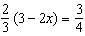 2/3 (3 − 2x) = 3/4